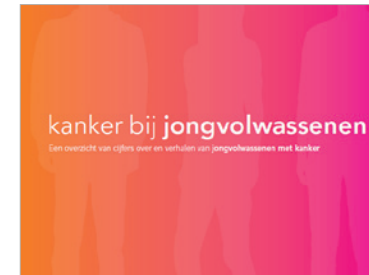 kanker bij jongvolwassenen
Een overzicht van cijfers over en verhalen van jongvolwassenen met kanker